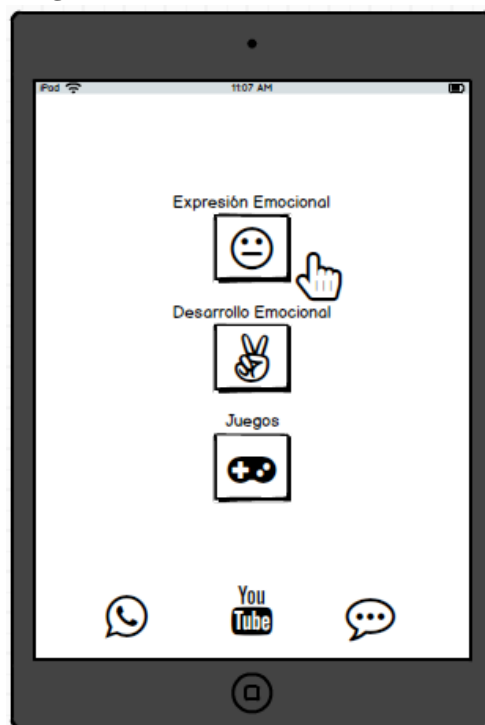 iPad
11:07 AM
Expresión Emocional
Desarrollo Emocional
Juegos
You
Tube